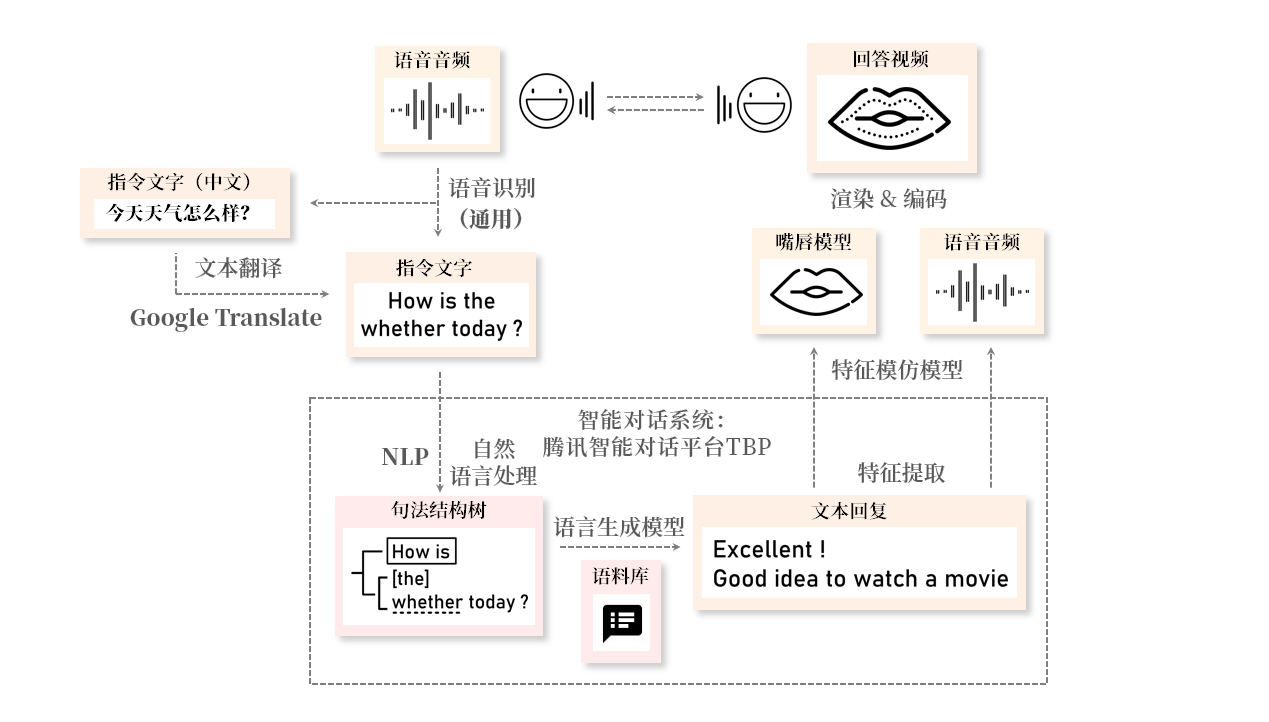 语音音频
回答视频
指令文字（中文）
今天天气怎么样?
语音识别
（通用）
渲染 & 编码
嘴唇模型
语音音频
文本翻译
Google Translate
指令文字
How is the
whether today ?
特征模仿模型
智能对话系统：
腾讯智能对话平台TBP
NLP
自然
语言处理
特征提取
句法结构树
How is
[the]
whether today ?
语言生成模型
语料库
文本回复
Excellent !
Good idea to watch a movie